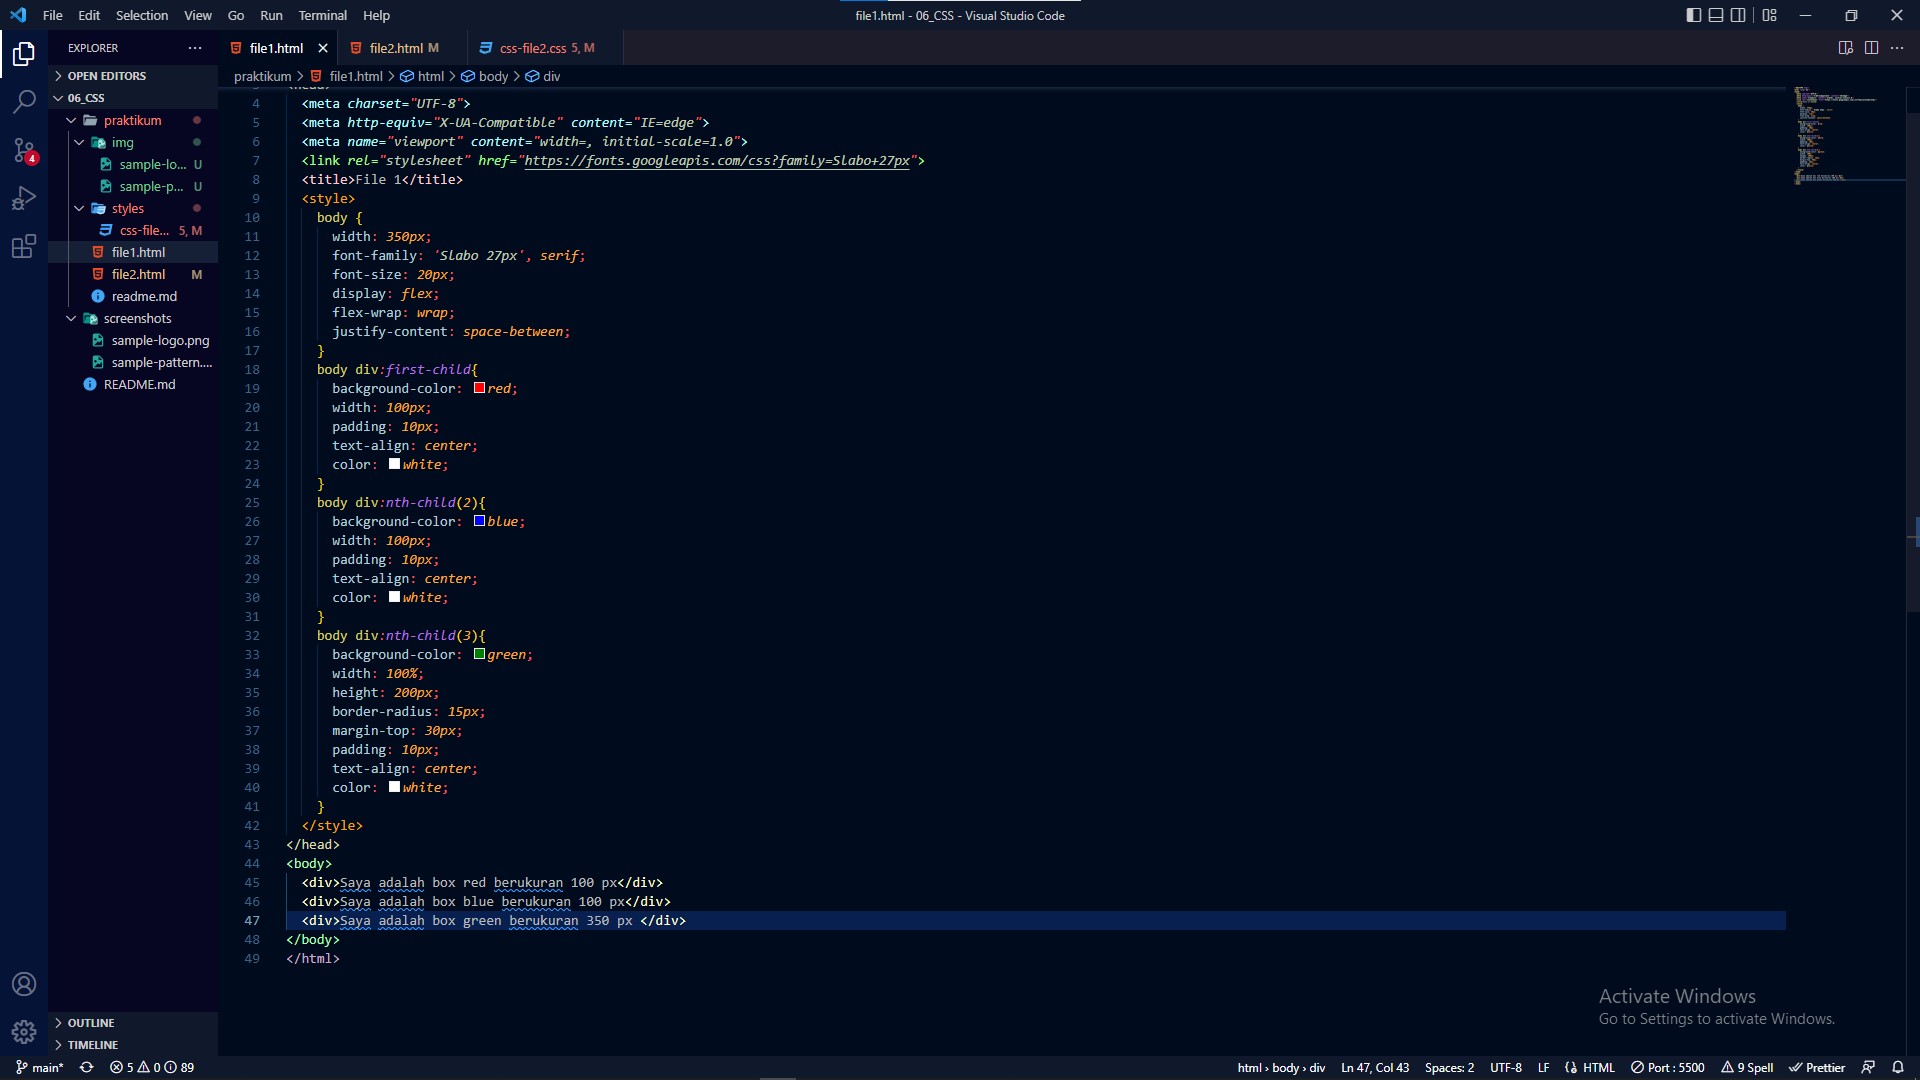 File Edit Selection View Go Run Terminal Help
file1.html - 06_CSS - Visual Studio Code
EXPLORER
file1.html
file2.html M
css-file2.css 5, M
OPEN EDITORS
06_CSS
praktikum
img
sample-lo... U
sample-p... U
styles
css-file... 5, M
file1.html
file2.html M
readme.md
screenshots
sample-logo.png
sample-pattern....
README.md
OUTLINE
TIMELINE
praktikum > file1.html > html > body > div
4 <meta charset="UTF-8">
5 <meta http-equiv="X-UA-Compatible" content="IE=edge">
6 <meta name="viewport" content="width=, initial-scale=1.0">
7 <link rel="stylesheet" href="https://fonts.googleapis.com/css?family=Slabo+27px">
8 <title>File 1</title>
9 <style>
10 body {
11 width: 350px;
12 font-family: 'Slabo 27px', serif;
13 font-size: 20px;
14 display: flex;
15 flex-wrap: wrap;
16 justify-content: space-between;
17 }
18 body div:first-child{
19 background-color: red;
20 width: 100px;
21 padding: 10px;
22 text-align: center;
23 color: white;
24 }
25 body div:nth-child(2){
26 background-color: blue;
27 width: 100px;
28 padding: 10px;
29 text-align: center;
30 color: white;
31 }
32 body div:nth-child(3){
33 background-color: green;
34 width: 100%;
35 height: 200px;
36 border-radius: 15px;
37 margin-top: 30px;
38 padding: 10px;
39 text-align: center;
40 color: white;
41 }
42 </style>
43 </head>
44 <body>
45 <div>Saya adalah box red berukuran 100 px</div>
46 <div>Saya adalah box blue berukuran 100 px</div>
47 <div>Saya adalah box green berukuran 350 px </div>
48 </body>
49 </html>
4
Activate Windows
Go to Settings to activate Windows.
main* 5 0 89
html > body > div Ln 47, Col 43 Spaces: 2 UTF-8 LF HTML Port : 5500 9 Spell Prettier